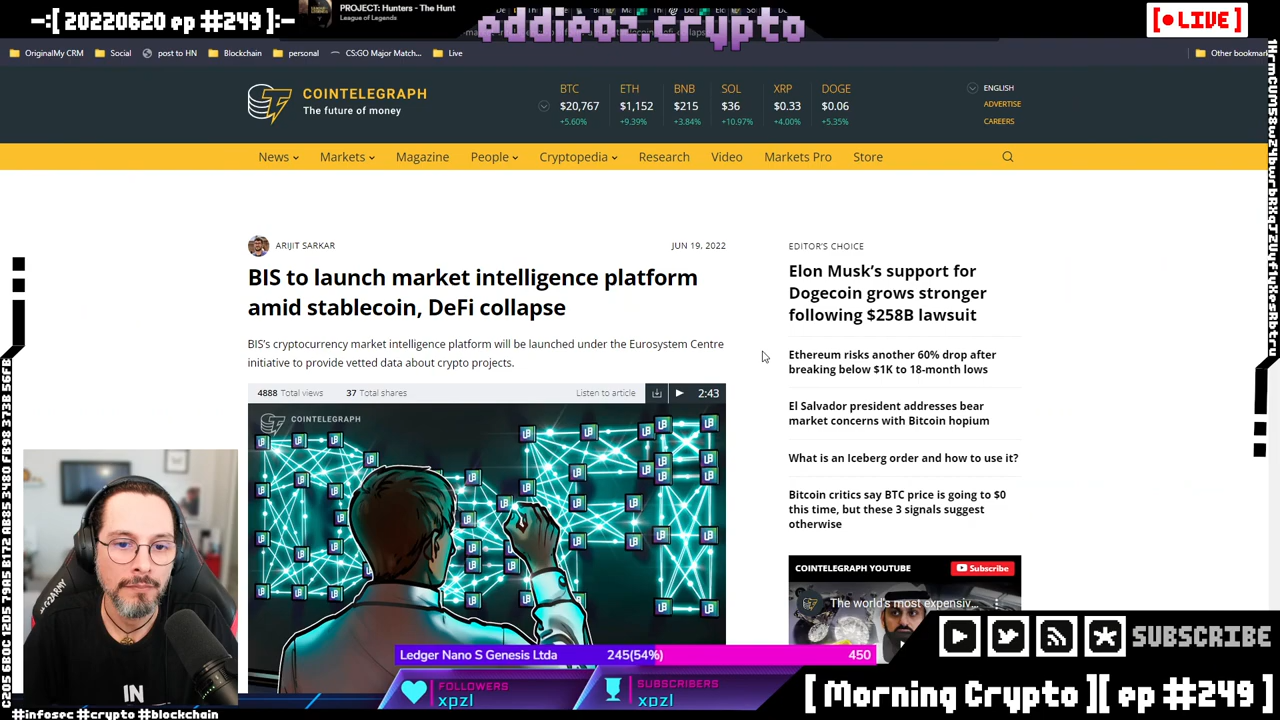 -:[ 20220620 ep #249 ]:-
PROJECT: Hunters - The Hunt
League of Legends
eddieoz.crypto
[ • LIVE ]
OriginalMy CRM
Social
post to HN
Blockchain
personal
CS:GO Major Match...
Live
Other bookmar
COINTELEGRAPH
The future of money
BTC ETH BNB SOL XRP DOGE
$20,767 $1,152 $215 $36 $0.33 $0.06
+5.60% +9.39% +3.84% +10.97% +4.00% +5.35%
ENGLISH
ADVERTISE
CAREERS
News Markets Magazine People Cryptopedia Research Video Markets Pro Store
ARIJIT SARKAR
JUN 19, 2022
BIS to launch market intelligence platform
amid stablecoin, DeFi collapse
BIS's cryptocurrency market intelligence platform will be launched under the Eurosystem Centre
initiative to provide vetted data about crypto projects.
4888 Total views
37 Total shares
Listen to article
2:43
COINTELEGRAPH
EDITOR'S CHOICE
Elon Musk's support for
Dogecoin grows stronger
following $258B lawsuit
Ethereum risks another 60% drop after
breaking below $1K to 18-month lows
El Salvador president addresses bear
market concerns with Bitcoin hopium
What is an Iceberg order and how to use it?
Bitcoin critics say BTC price is going to $0
this time, but these 3 signals suggest
otherwise
COINTELEGRAPH YOUTUBE
Subscribe
The world's most expensiv...
IN
Ledger Nano S Genesis Ltda
245(54%)
450
FOLLOWERS
xpzl
SUBSCRIBERS
xpzl
SUBSCRIBE
[ Morning Crypto ][ ep #249 ]
#infosec #crypto #blockchain